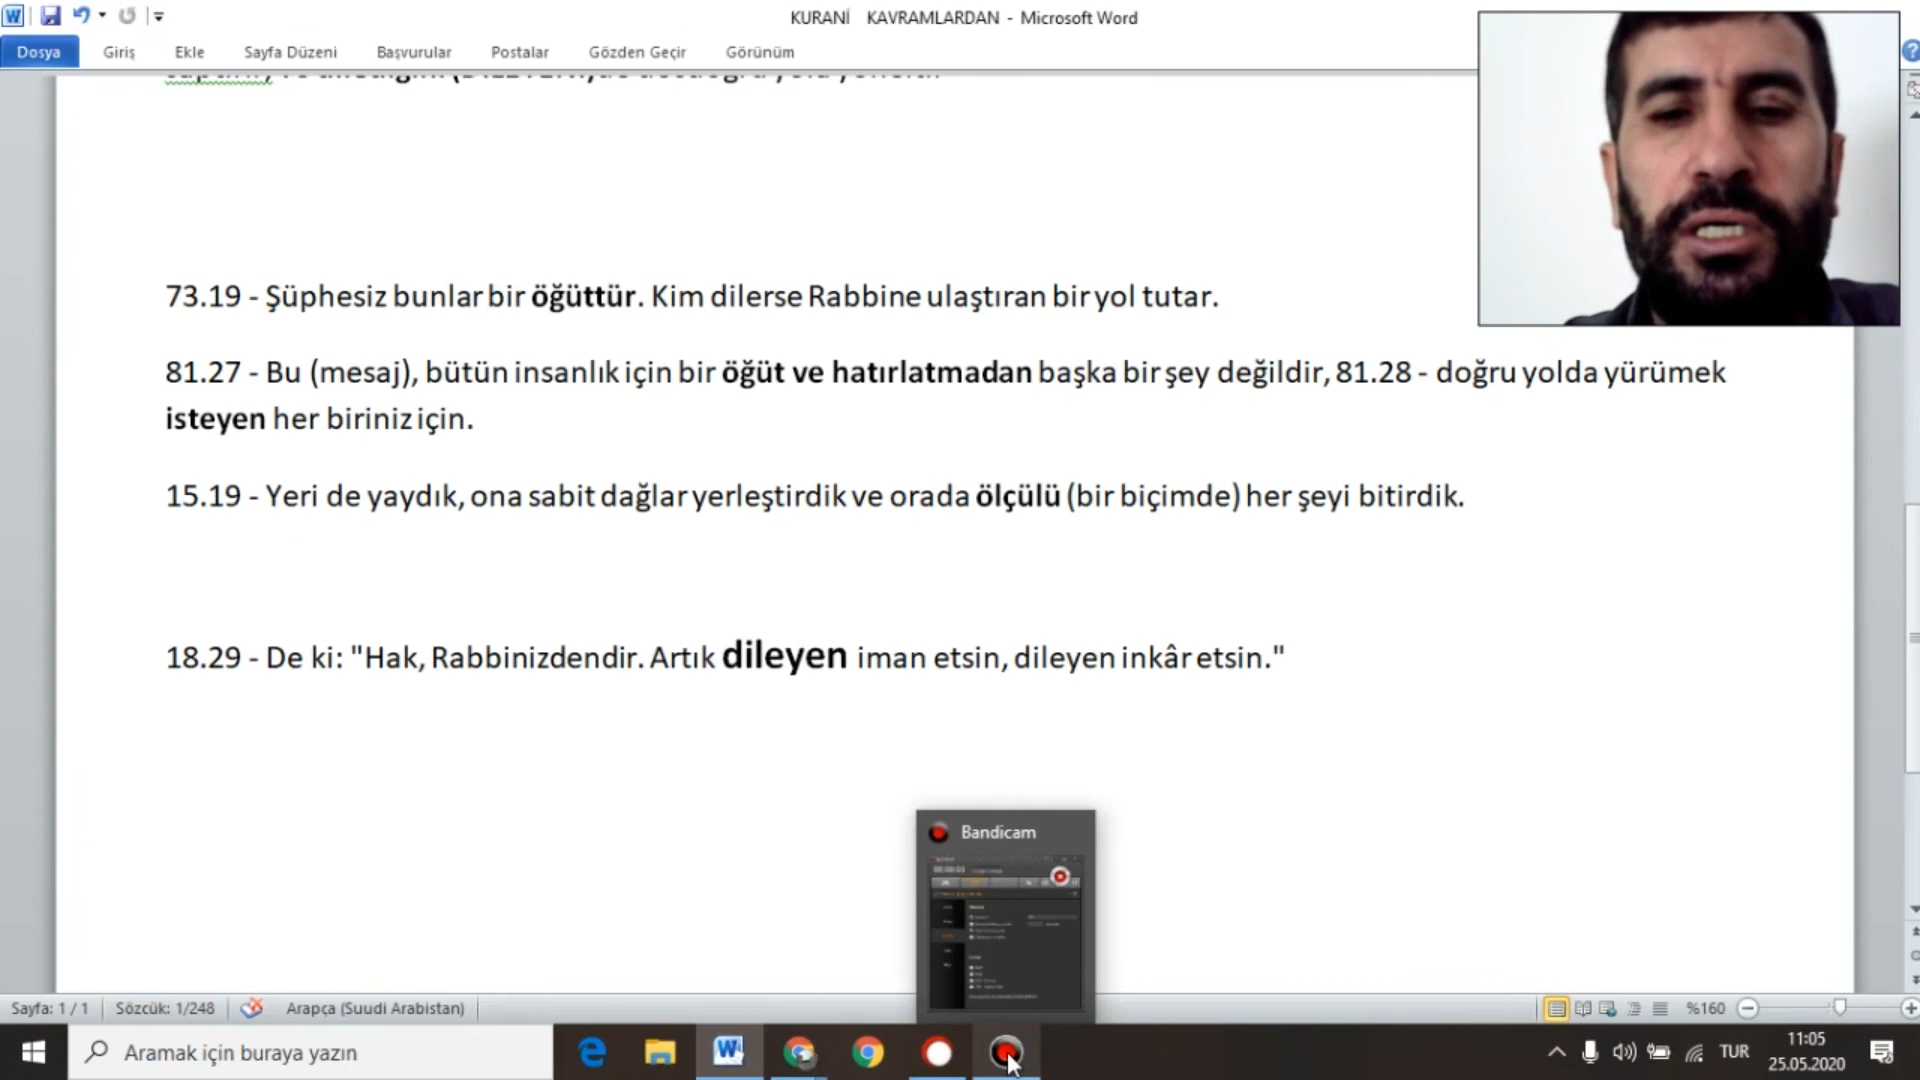 KURANİ KAVRAMLARDAN - Microsoft Word
Dosya Giriş Ekle Sayfa Düzeni Başvurular Postalar Gözden Geçir Görünüm
73.19 - Şüphesiz bunlar bir öğüttür. Kim dilerse Rabbine ulaştıran bir yol tutar.
81.27 - Bu (mesaj), bütün insanlık için bir öğüt ve hatırlatmadan başka bir şey değildir, 81.28 - doğru yolda yürümek
isteyen her biriniz için.
15.19 - Yeri de yaydık, ona sabit dağlar yerleştirdik ve orada ölçülü (bir biçimde) her şeyi bitirdik.
18.29 - De ki: "Hak, Rabbinizdendir. Artık dileyen iman etsin, dileyen inkâr etsin."
Bandicam
Sayfa: 1 / 1 Sözcük: 1/248 Arapça (Suudi Arabistan) %160
Aramak için buraya yazın
TUR
11:05
25.05.2020